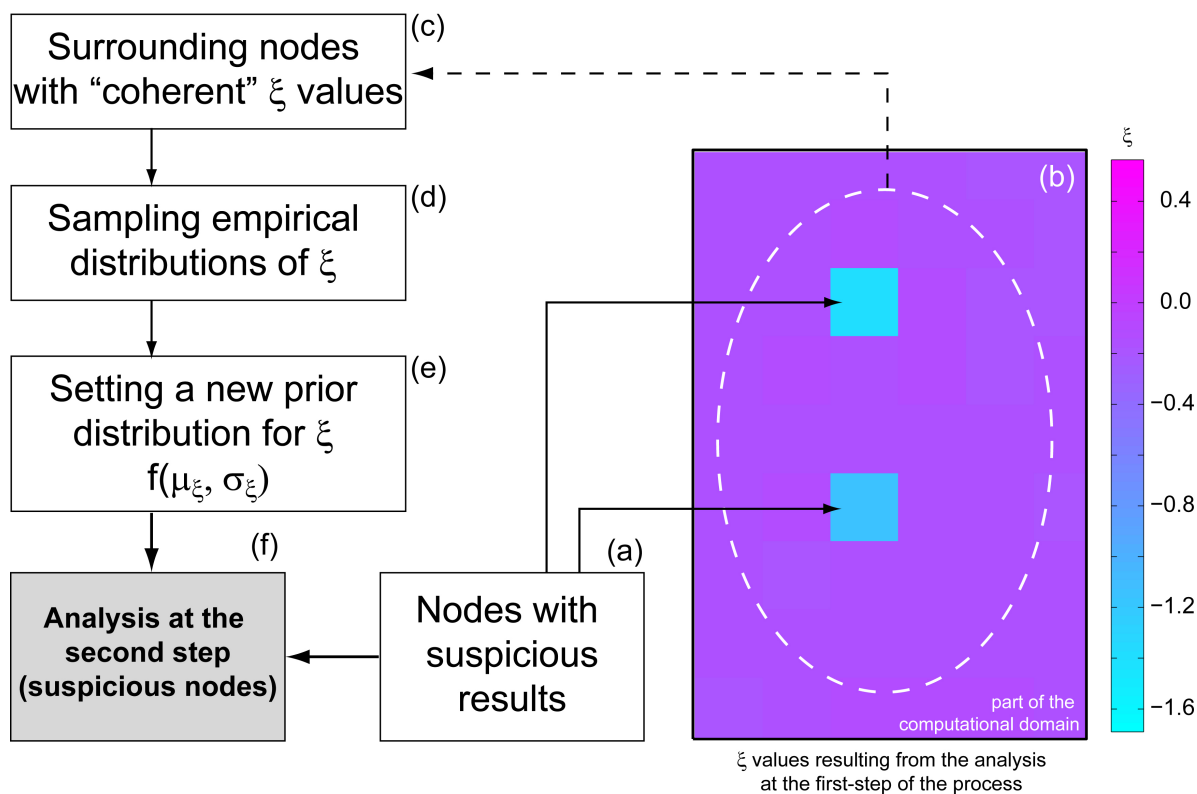 Surrounding nodes
with “coherent” ξ values
(c)
Sampling empirical
distributions of ξ
(d)
Setting a new prior
distribution for ξ
f(μξ, σξ)
(e)
(f)
Analysis at the
second step
(suspicious nodes)
(a)
Nodes with
suspicious
results
(b)
part of the
computational domain
ξ values resulting from the analysis
at the first-step of the process
ξ
0.4
0.0
−0.4
−0.8
−1.2
−1.6